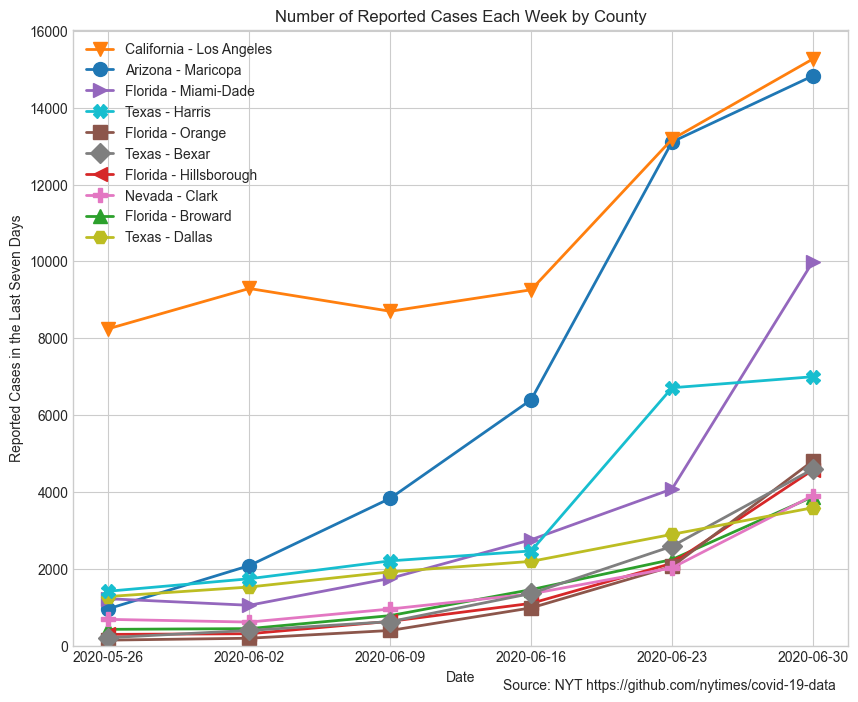 Number of Reported Cases Each Week by County
16000
14000
12000
10000
8000
6000
4000
2000
0
Reported Cases in the Last Seven Days
California - Los Angeles
Arizona - Maricopa
Florida - Miami-Dade
Texas - Harris
Florida - Orange
Texas - Bexar
Florida - Hillsborough
Nevada - Clark
Florida - Broward
Texas - Dallas
2020-05-26
2020-06-02
2020-06-09
2020-06-16
2020-06-23
2020-06-30
Date
Source: NYT https://github.com/nytimes/covid-19-data